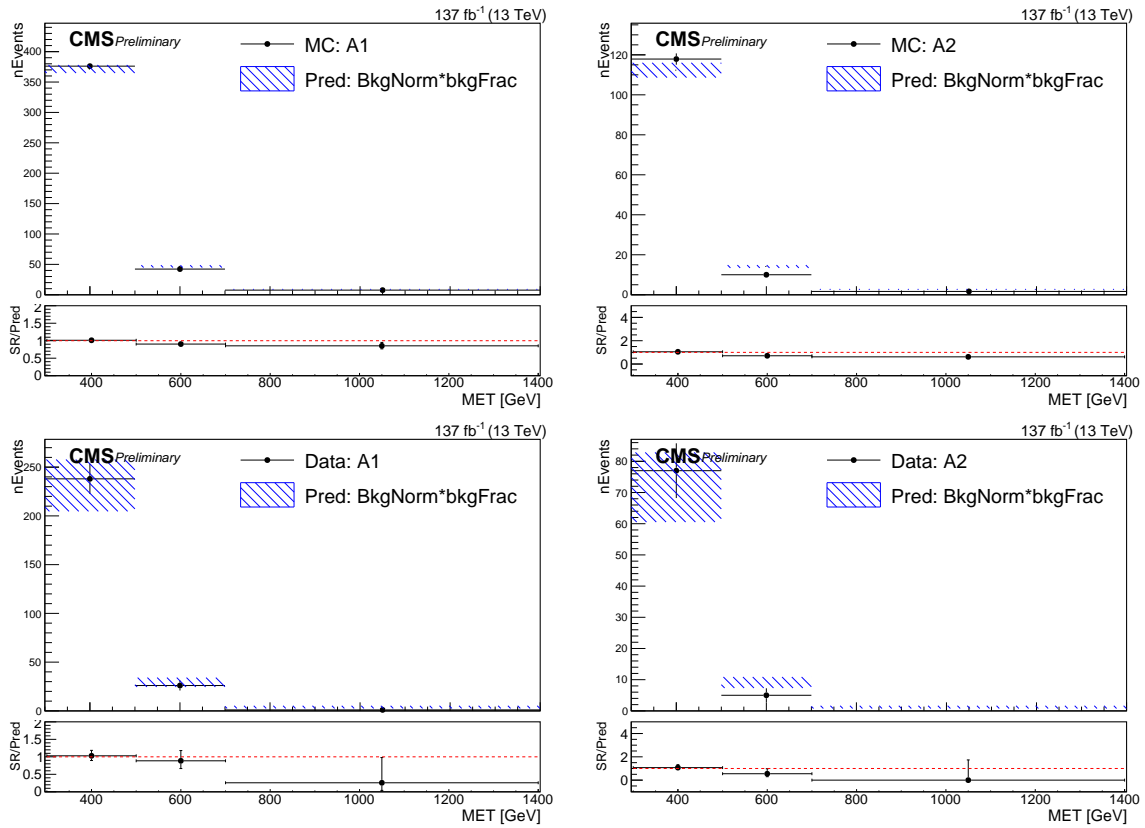 137 fb-1 (13 TeV)
CMS Preliminary
nEvents
MC: A1
Pred: BkgNorm*bkgFrac
400
350
300
250
200
150
100
50
0
SR/Pred
2
1.5
1
0.5
0
400 600 800 1000 1200 1400
MET [GeV]
137 fb-1 (13 TeV)
CMS Preliminary
nEvents
MC: A2
Pred: BkgNorm*bkgFrac
120
100
80
60
40
20
0
SR/Pred
4
2
0
400 600 800 1000 1200 1400
MET [GeV]
137 fb-1 (13 TeV)
CMS Preliminary
nEvents
Data: A1
Pred: BkgNorm*bkgFrac
250
200
150
100
50
0
SR/Pred
2
1.5
1
0.5
0
400 600 800 1000 1200 1400
MET [GeV]
137 fb-1 (13 TeV)
CMS Preliminary
nEvents
Data: A2
Pred: BkgNorm*bkgFrac
80
70
60
50
40
30
20
10
0
SR/Pred
4
2
0
400 600 800 1000 1200 1400
MET [GeV]